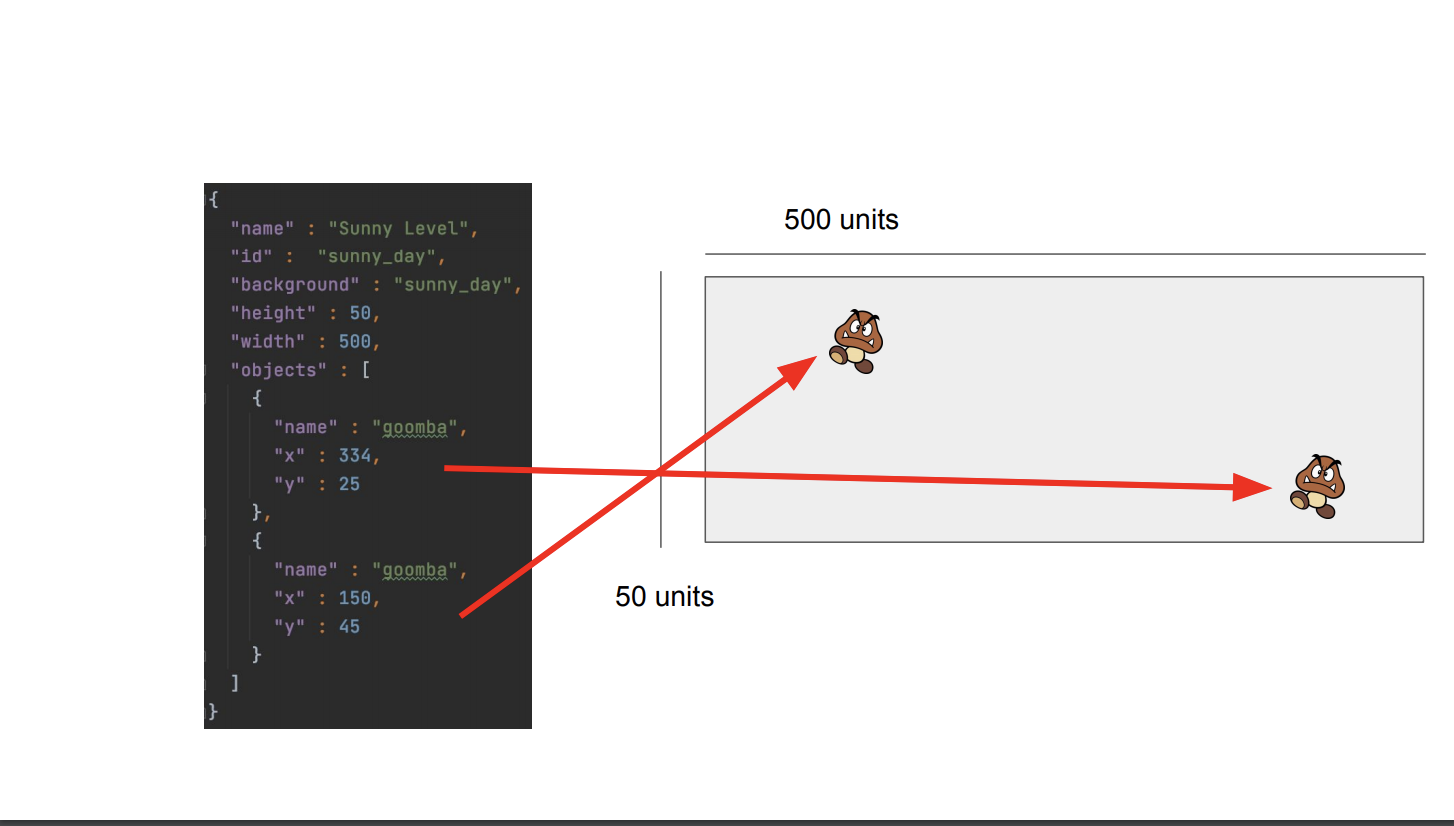 {
"name" : "Sunny Level",
"id" :  "sunny_day",
"background" : "sunny_day",
"height" : 50,
"width" : 500,
"objects" : [
{
"name" : "goomba",
"x" : 334,
"y" : 25
},
{
"name" : "goomba",
"x" : 150,
"y" : 45
}
]
}
500 units
50 units